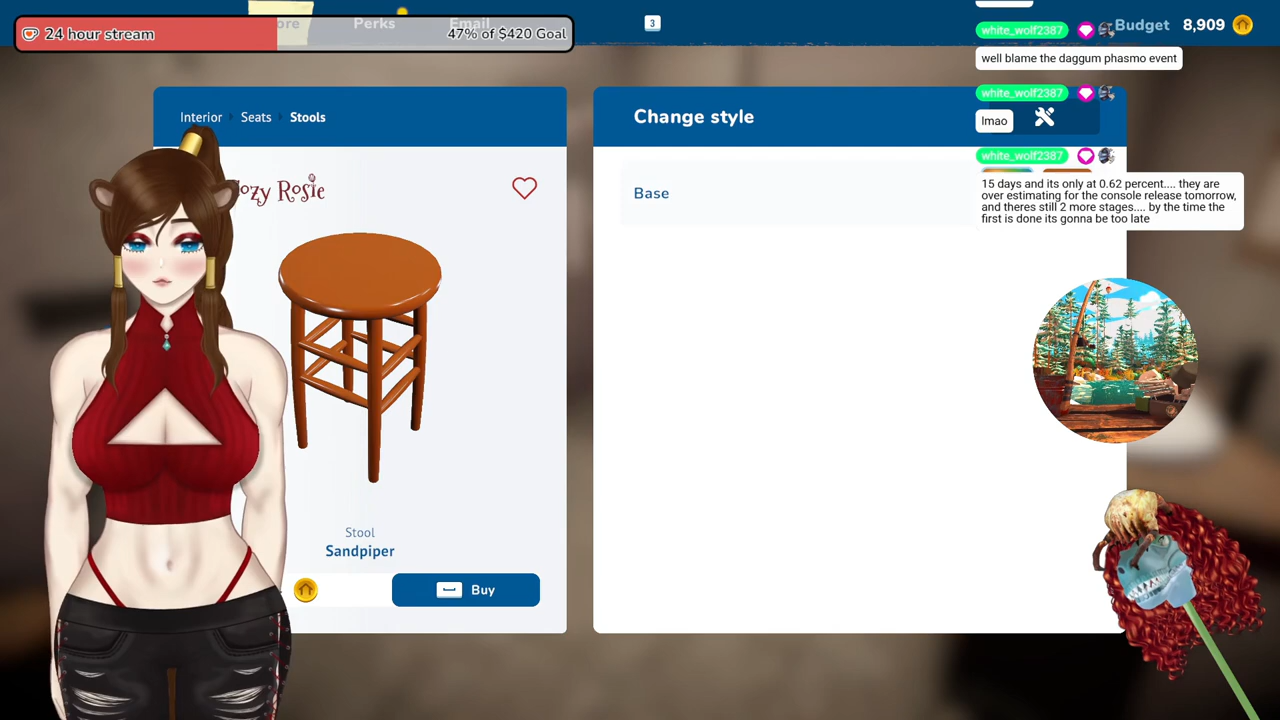 24 hour stream
47% of $420 Goal
Perks
Email
3
Budget 8,909
white_wolf2387
well blame the daggum phasmo event
white_wolf2387
lmao
white_wolf2387
15 days and its only at 0.62 percent.... they are
over estimating for the console release tomorrow,
and theres still 2 more stages.... by the time the
first is done its gonna be too late
Interior Seats Stools
Rosie
Stool
Sandpiper
Buy
Change style
Base